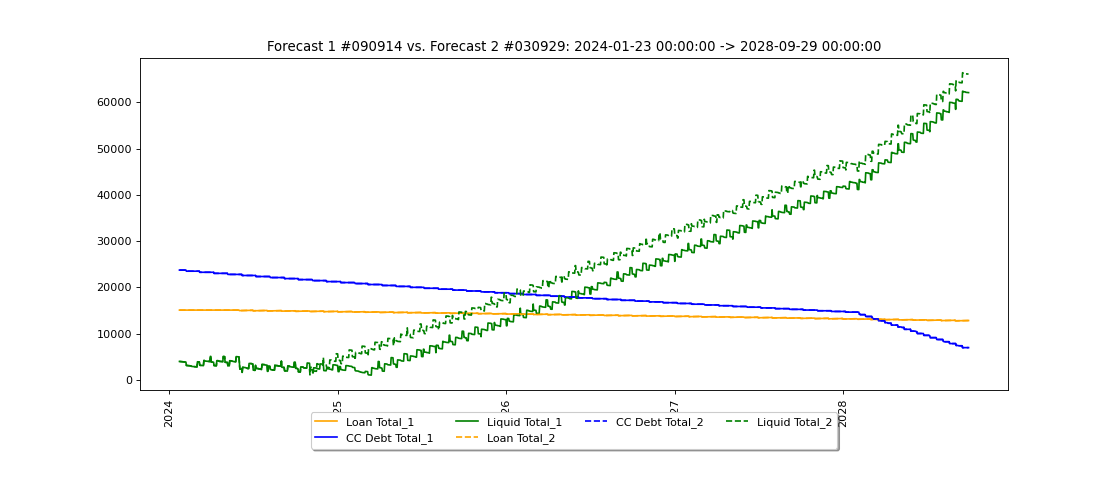 Forecast 1 #090914 vs. Forecast 2 #030929: 2024-01-23 00:00:00 -> 2028-09-29 00:00:00
60000
50000
40000
30000
20000
10000
0
2024
25
26
27
2028
Loan Total_1
Liquid Total_1
CC Debt Total_2
Liquid Total_2
CC Debt Total_1
Loan Total_2